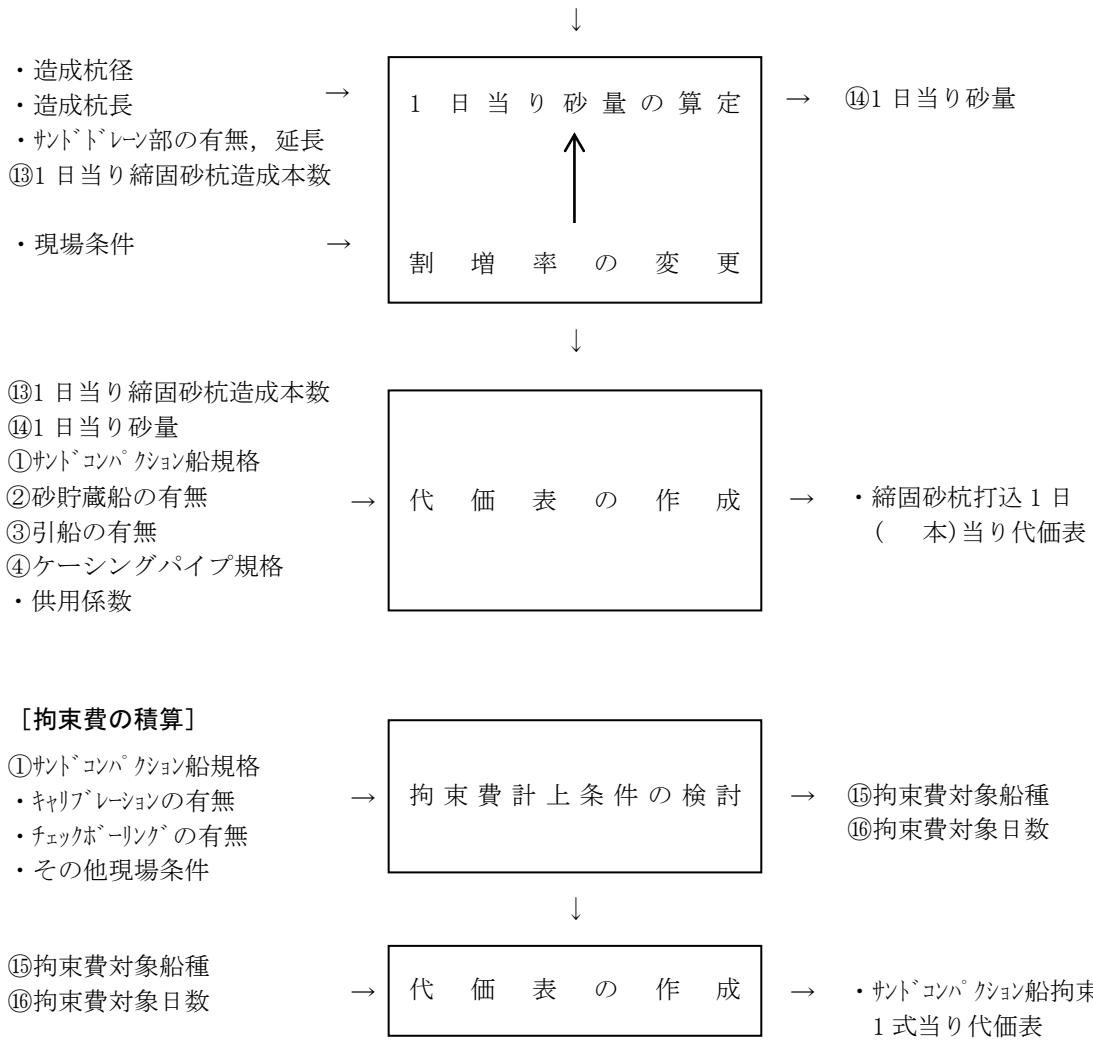 ↓
・造成杭径
・造成杭長
・ｻﾝﾄﾞﾄﾞﾚｰﾝ部の有無，延長
⑬1 日当り締固砂杭造成本数
→
1 日当り砂量の算定
→
⑭1 日当り砂量
・現場条件
→
割増率の変更
↓
⑬1 日当り締固砂杭造成本数
⑭1 日当り砂量
①ｻﾝﾄﾞｺﾝﾊﾟｸｼｮﾝ船規格
②砂貯蔵船の有無
③引船の有無
④ケーシングパイプ規格
・供用係数
→
代価表の作成
→
・締固砂杭打込 1 日
(　本)当り代価表
［拘束費の積算］
①ｻﾝﾄﾞｺﾝﾊﾟｸｼｮﾝ船規格
・ｷｬﾘﾌﾞﾚｰｼｮﾝの有無
・ﾁｪｯｸﾎﾞｰﾘﾝｸﾞの有無
・その他現場条件
→
拘束費計上条件の検討
→
⑮拘束費対象船種
⑯拘束費対象日数
↓
⑮拘束費対象船種
⑯拘束費対象日数
→
代価表の作成
→
・ｻﾝﾄﾞｺﾝﾊﾟｸｼｮﾝ船拘束
1 式当り代価表